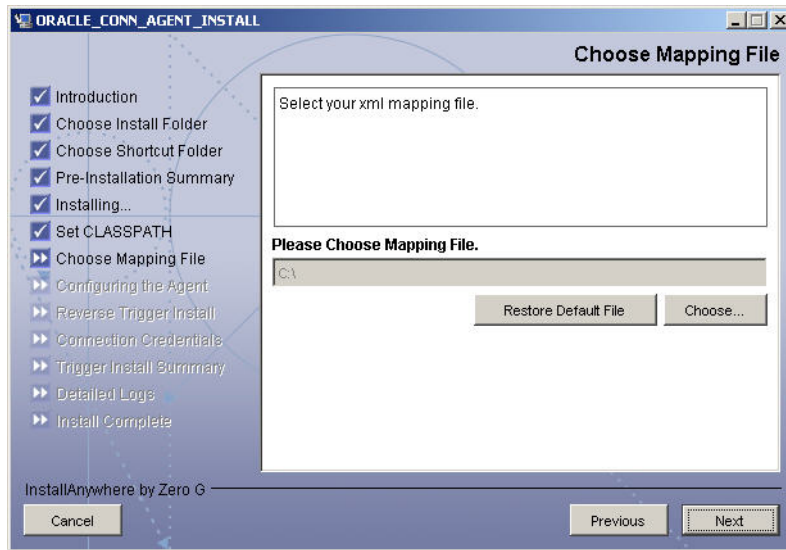 ORACLE_CONN_AGENT_INSTALL
Choose Mapping File
Introduction
Choose Install Folder
Choose Shortcut Folder
Pre-Installation Summary
Installing...
Set CLASSPATH
Choose Mapping File
Configuring the Agent
Reverse Trigger Install
Connection Credentials
Trigger Install Summary
Detailed Logs
Install Complete
Select your xml mapping file.
Please Choose Mapping File.
C:\
Restore Default File
Choose...
InstallAnywhere by Zero G
Cancel
Previous
Next